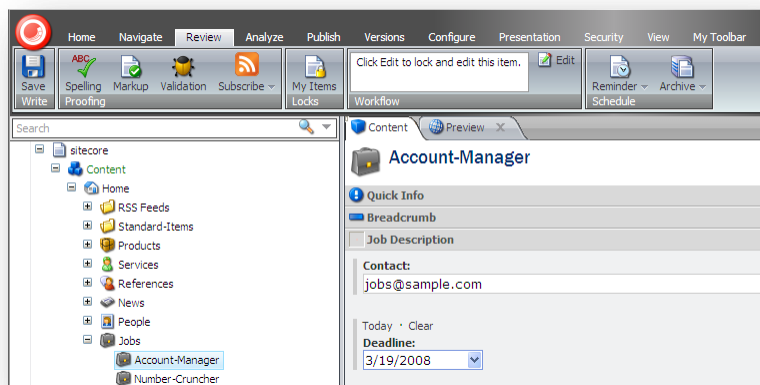 Home Navigate Review Analyze Publish Versions Configure Presentation Security View My Toolbar
ABC
Save Spelling Markup Validation Subscribe My Items Click Edit to lock and edit this item. Edit Reminder Archive
Write Proofing Locks Workflow Schedule
Search
Content Preview
sitecore
Content
Home
RSS Feeds
Standard-Items
Products
Services
References
News
People
Jobs
Account-Manager
Number-Cruncher
Account-Manager
Quick Info
Breadcrumb
Job Description
Contact:
jobs@sample.com
Today · Clear
Deadline:
3/19/2008